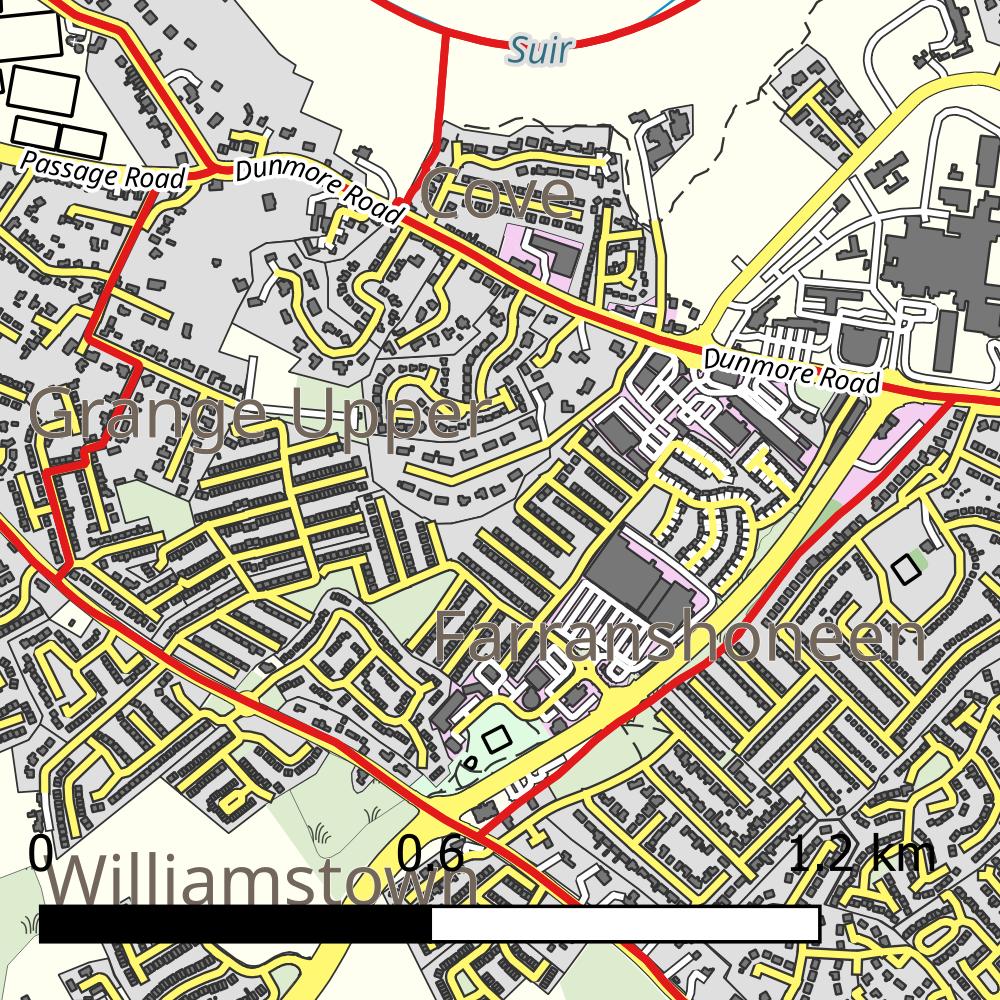 Suir
Passage Road
Dunmore Road
Cove
Dunmore Road
Grange Upper
Farranshoneen
0 0,6 1,2 km
Williamstown